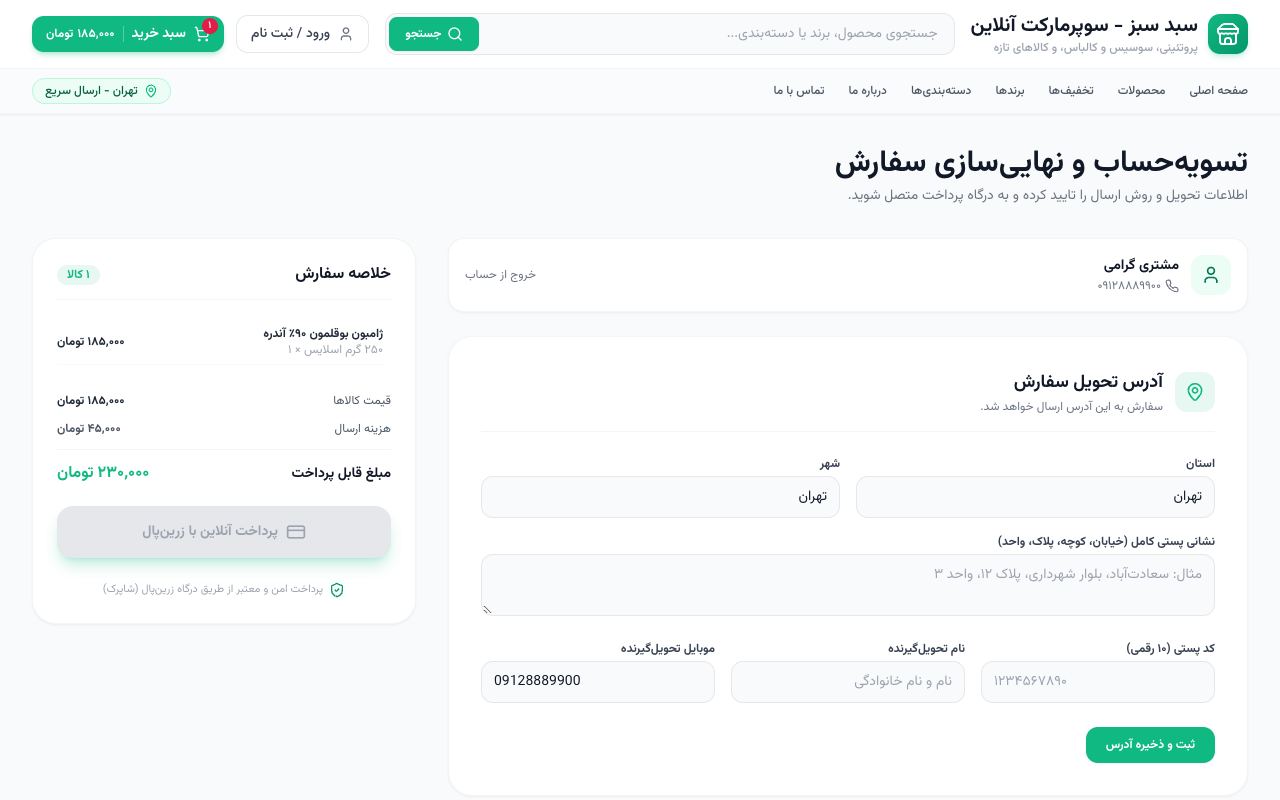 سبد سبز - سوپرمارکت آنلاین
پروتئینی، سوسیس و کالباس، و کالاهای تازه
جستجوی محصول، برند یا دسته‌بندی...
جستجو
ورود / ثبت نام
۱
سبد خرید
۱۸۵,۰۰۰ تومان
صفحه اصلی
محصولات
تخفیف‌ها
برندها
دسته‌بندی‌ها
درباره ما
تماس با ما
تهران - ارسال سریع
تسویه‌حساب و نهایی‌سازی سفارش
اطلاعات تحویل و روش ارسال را تایید کرده و به درگاه پرداخت متصل شوید.
مشتری گرامی
۰۹۱۲۸۸۸۹۹۰۰
خروج از حساب
آدرس تحویل سفارش
سفارش به این آدرس ارسال خواهد شد.
استان
تهران
شهر
تهران
نشانی پستی کامل (خیابان، کوچه، پلاک، واحد)
مثال: سعادت‌آباد، بلوار شهرداری، پلاک ۱۲، واحد ۳
کد پستی (۱۰ رقمی)
۱۲۳۴۵۶۷۸۹۰
نام تحویل‌گیرنده
نام و نام خانوادگی
موبایل تحویل‌گیرنده
09128889900
ثبت و ذخیره آدرس
خلاصه سفارش
۱ کالا
ژامبون بوقلمون ۹۰٪ آندره
۲۵۰ گرم اسلایس × ۱
۱۸۵,۰۰۰ تومان
قیمت کالاها
۱۸۵,۰۰۰ تومان
هزینه ارسال
۴۵,۰۰۰ تومان
مبلغ قابل پرداخت
۲۳۰,۰۰۰ تومان
پرداخت آنلاین با زرین‌پال
پرداخت امن و معتبر از طریق درگاه زرین‌پال (شاپرک)